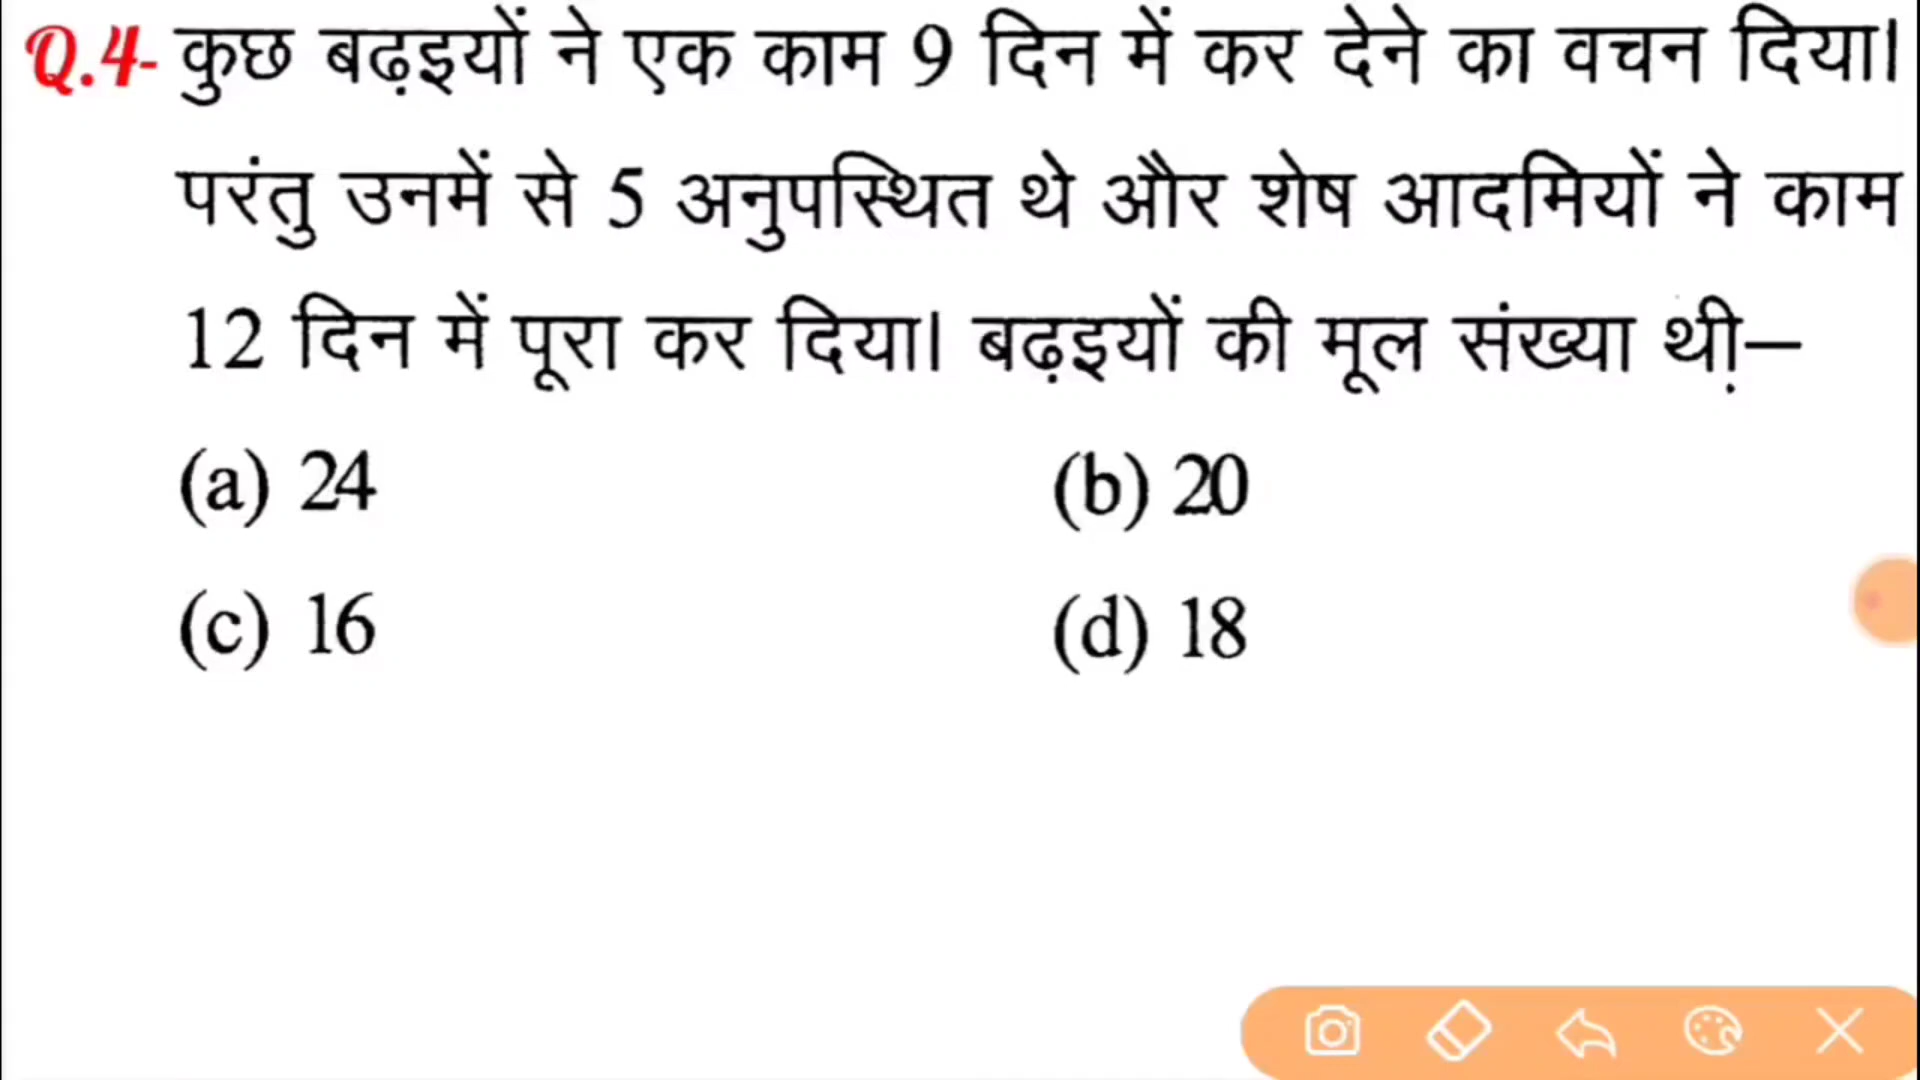 Q.4- कुछ बढ़इयों ने एक काम 9 दिन में कर देने का वचन दिया।
परंतु उनमें से 5 अनुपस्थित थे और शेष आदमियों ने काम
12 दिन में पूरा कर दिया। बढ़इयों की मूल संख्या थी़–
(a) 24 (b) 20
(c) 16 (d) 18